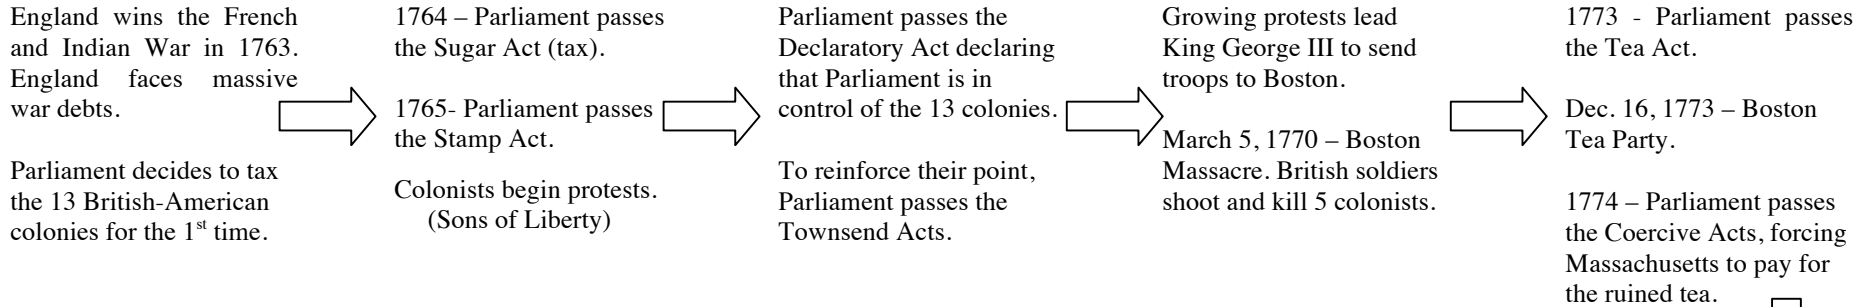 England wins the French
and Indian War in 1763.
England faces massive
war debts.
Parliament decides to tax
the 13 British-American
colonies for the 1st time.
1764 – Parliament passes
the Sugar Act (tax).
1765- Parliament passes
the Stamp Act.
Colonists begin protests.
(Sons of Liberty)
Parliament passes the
Declaratory Act declaring
that Parliament is in
control of the 13 colonies.
To reinforce their point,
Parliament passes the
Townsend Acts.
Growing protests lead
King George III to send
troops to Boston.
March 5, 1770 – Boston
Massacre. British soldiers
shoot and kill 5 colonists.
1773 - Parliament passes
the Tea Act.
Dec. 16, 1773 – Boston
Tea Party.
1774 – Parliament passes
the Coercive Acts, forcing
Massachusetts to pay for
the ruined tea.